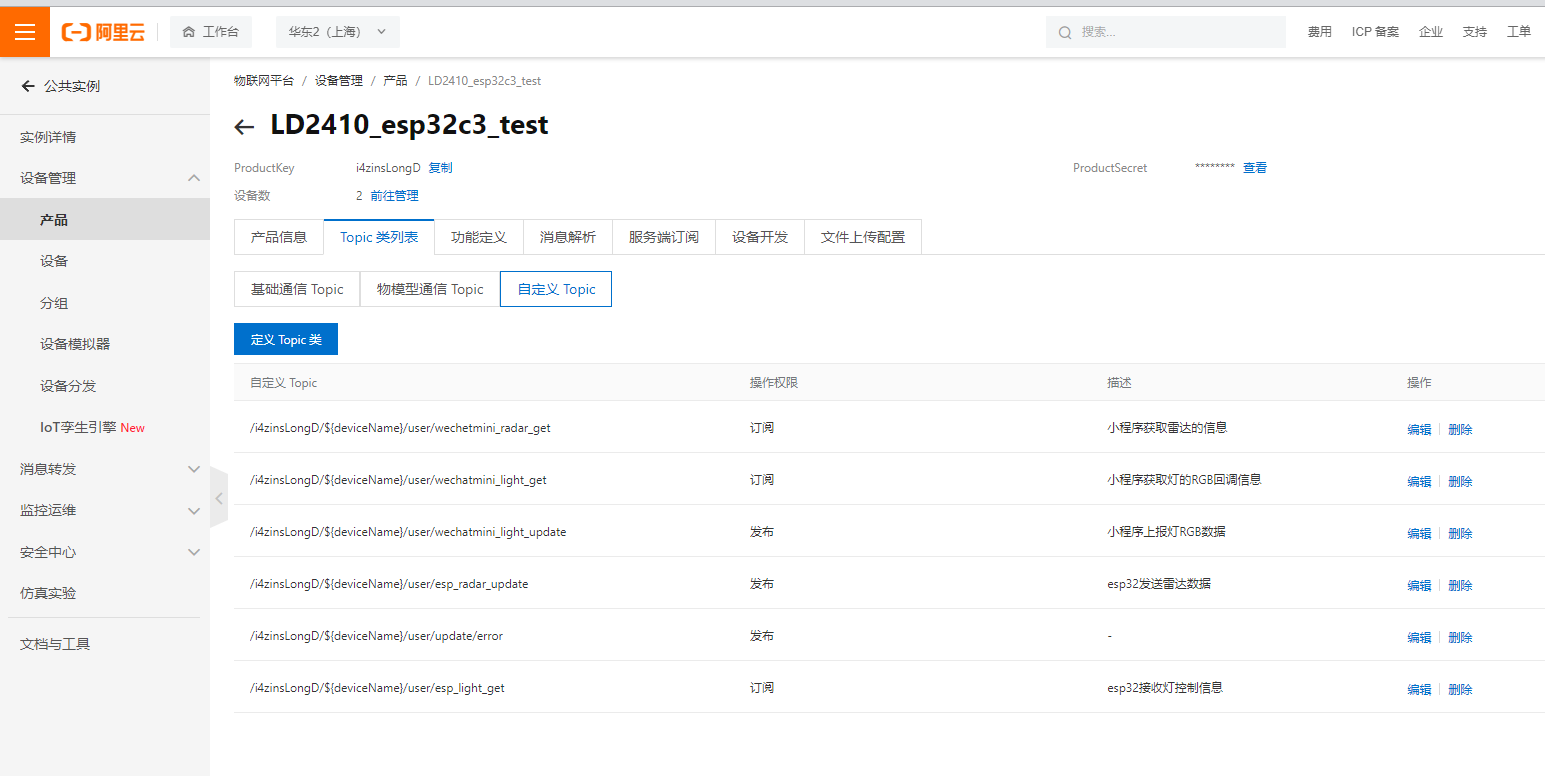 阿里云 工作台 华东2（上海） 搜索... 费用 ICP 备案 企业 支持 工单
公共实例
实例详情
设备管理
产品
设备
分组
设备模拟器
设备分发
IoT孪生引擎 New
消息转发
监控运维
安全中心
仿真实验
文档与工具
物联网平台 / 设备管理 / 产品 / LD2410_esp32c3_test
LD2410_esp32c3_test
ProductKey i4zinsLongD 复制 ProductSecret ******** 查看
设备数 2 前往管理
产品信息 Topic 类列表 功能定义 消息解析 服务端订阅 设备开发 文件上传配置
基础通信 Topic 物模型通信 Topic 自定义 Topic
定义 Topic 类
自定义 Topic 操作权限 描述 操作
/i4zinsLongD/${deviceName}/user/wechetmini_radar_get 订阅 小程序获取雷达的信息 编辑 删除
/i4zinsLongD/${deviceName}/user/wechatmini_light_get 订阅 小程序获取灯的RGB回调信息 编辑 删除
/i4zinsLongD/${deviceName}/user/wechatmini_light_update 发布 小程序上报灯RGB数据 编辑 删除
/i4zinsLongD/${deviceName}/user/esp_radar_update 发布 esp32发送雷达数据 编辑 删除
/i4zinsLongD/${deviceName}/user/update/error 发布 - 编辑 删除
/i4zinsLongD/${deviceName}/user/esp_light_get 订阅 esp32接收灯控制信息 编辑 删除